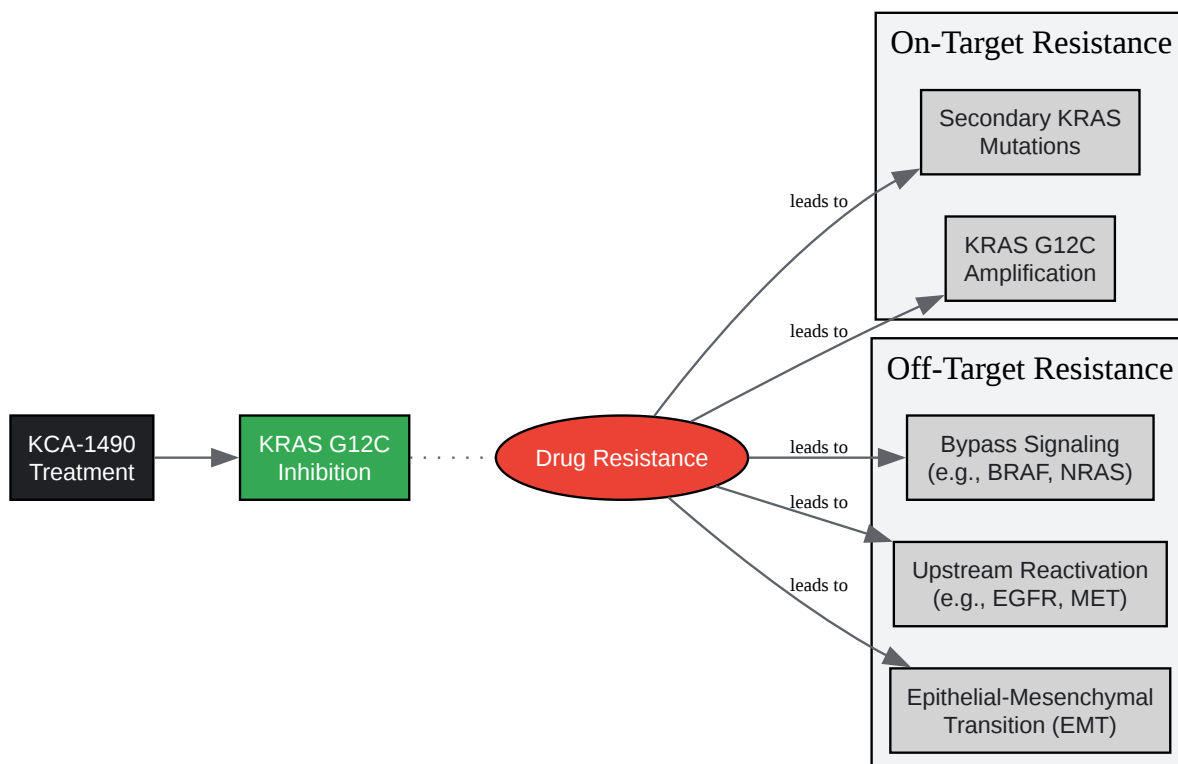 On-Target Resistance
Secondary KRAS
Mutations
leads to
KRAS G12C
Amplification
leads to
Off-Target Resistance
KCA-1490
Treatment
KRAS G12C
Inhibition
Drug Resistance
leads to
Bypass Signaling
(e.g., BRAF, NRAS)
leads to
Upstream Reactivation
(e.g., EGFR, MET)
leads to
Epithelial-Mesenchymal
Transition (EMT)